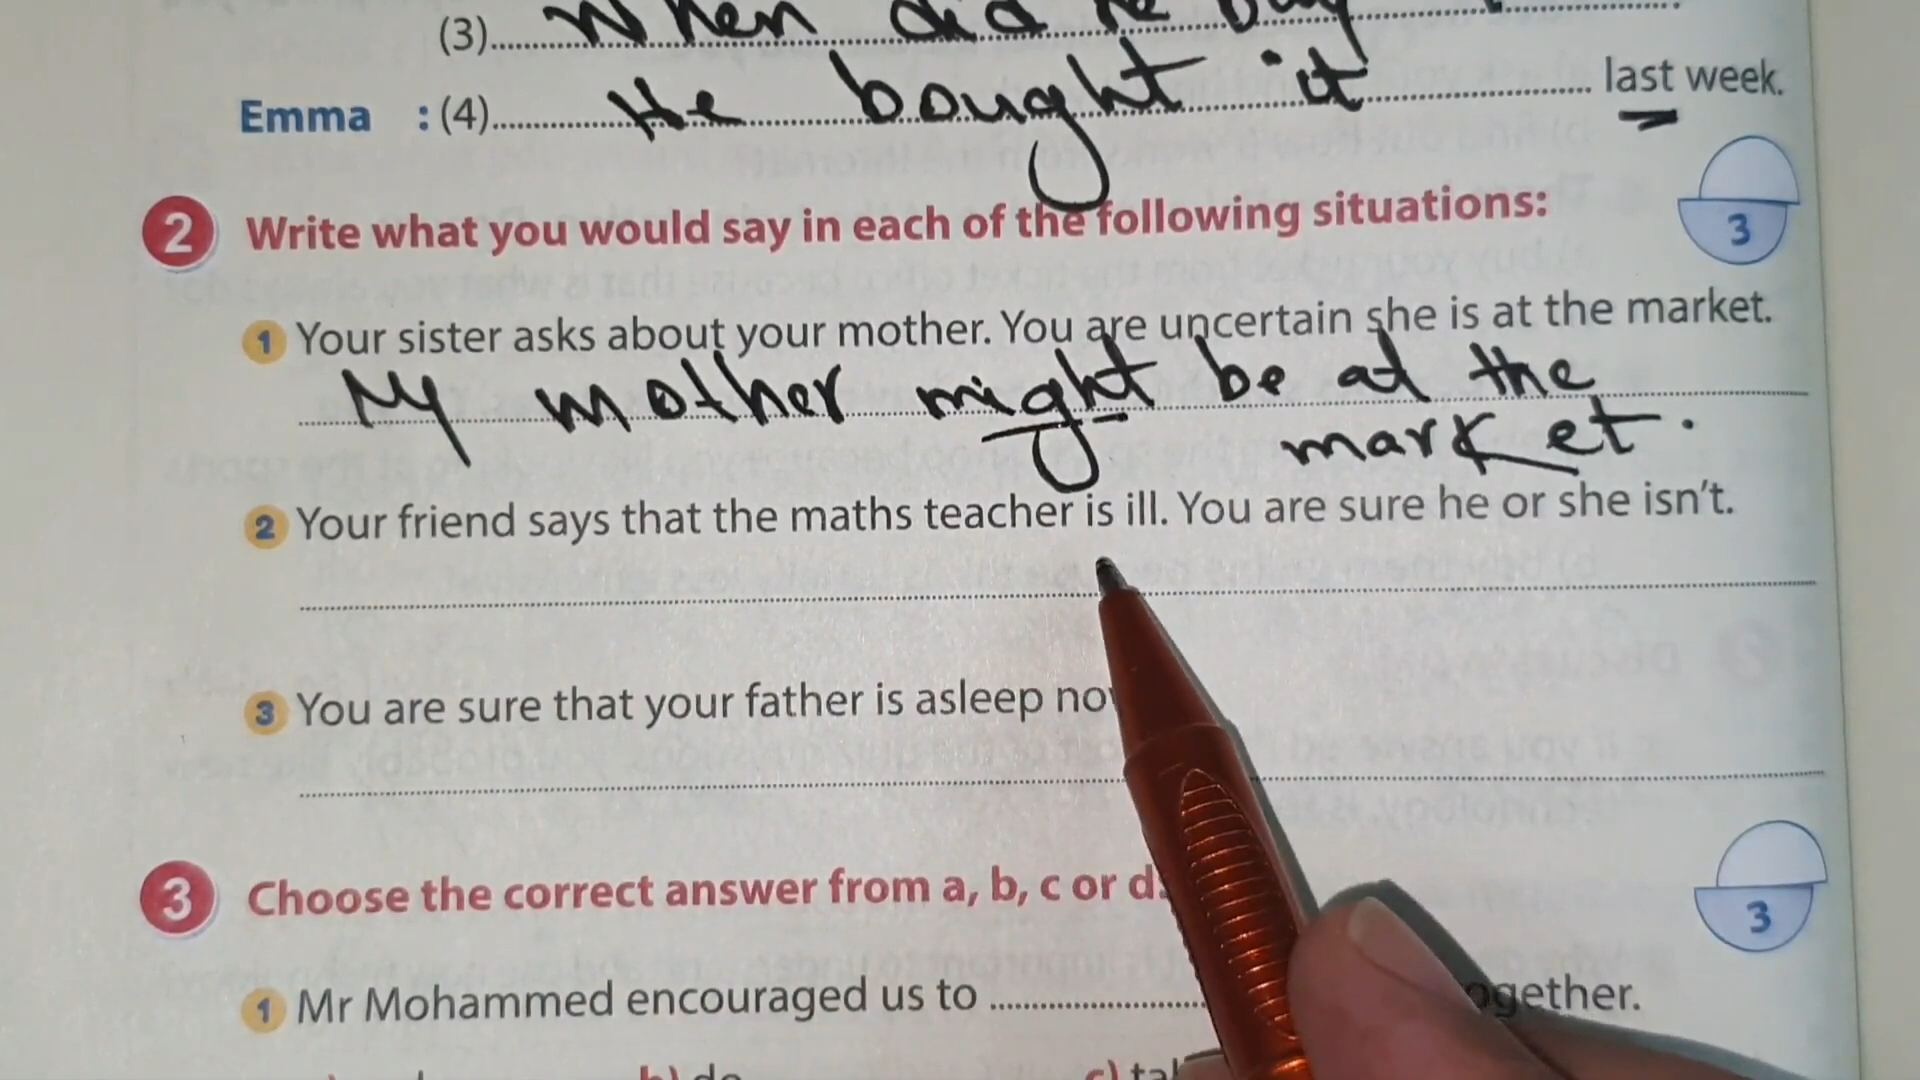 (3) When did he buy
Emma : (4) He bought it last week.
2 Write what you would say in each of the following situations:
3
1 Your sister asks about your mother. You are uncertain she is at the market.
My mother might be at the
market.
2 Your friend says that the maths teacher is ill. You are sure he or she isn't.
3 You are sure that your father is asleep
3 Choose the correct answer from a, b, c or d:
3
1 Mr Mohammed encouraged us to
b) do